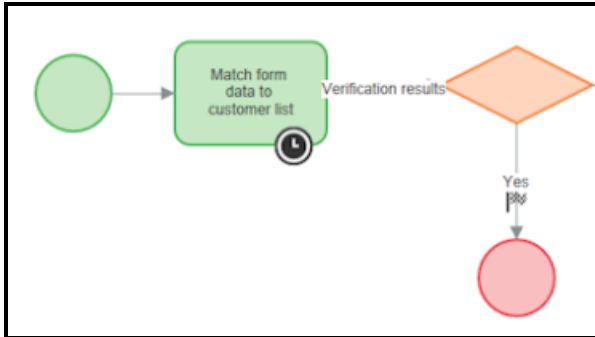 Match form
data to
customer list
Verification results
Yes